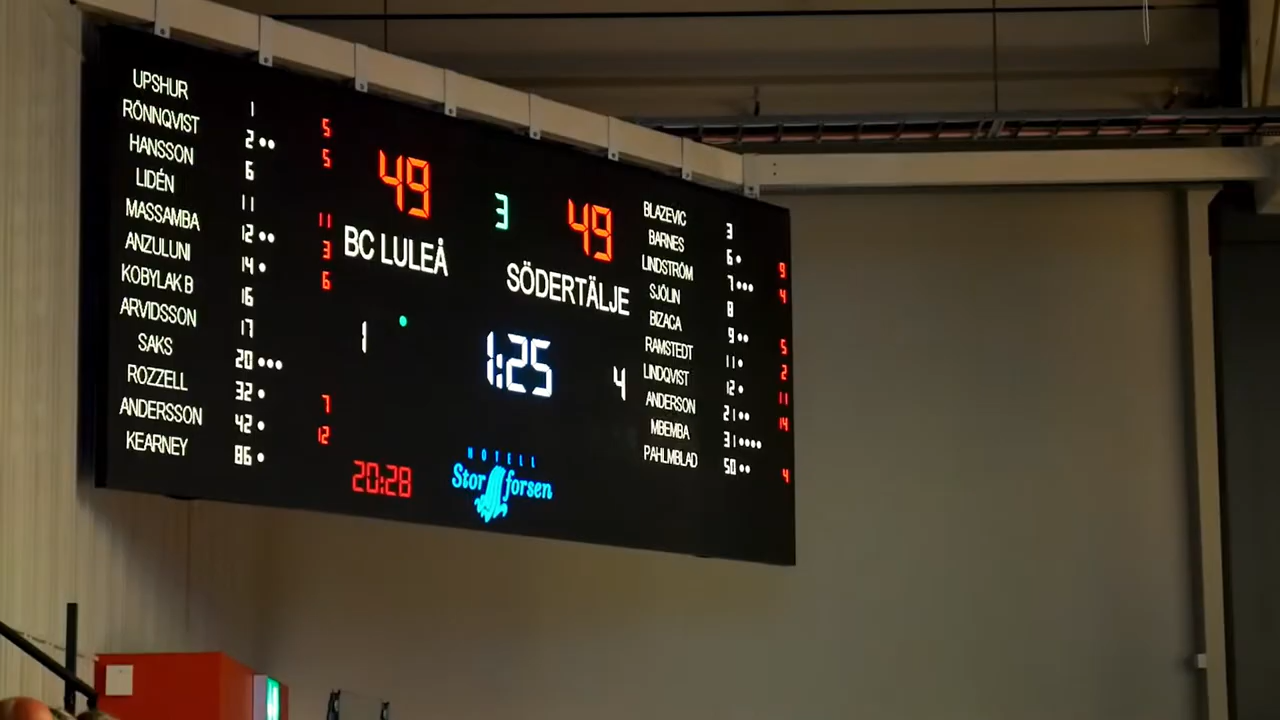 UPSHUR 1 5
RÖNNQVIST 2 •• 5
HANSSON 6
LIDÉN 11 11
MASSAMBA 12 •• 3
ANZULUNI 14 • 6
KOBYLAK B 16
ARVIDSSON 17
SAKS 20 •••
ROZZELL 32 • 7
ANDERSSON 42 • 12
KEARNEY 86 •
49 3 49
BC LULEÅ SÖDERTÄLJE
1 1:25 4
20:28
HOTELL
Storforsen
BLAZEVIC 3
BARNES 6 • 9
LINDSTRÖM 7 ••• 4
SJÖLIN 8
BIZACA 9 •• 5
RAMSTEDT 11 • 2
LINDQVIST 12 • 11
ANDERSON 21 •• 14
MBEMBA 31 ••••
PAHLMBLAD 50 •• 4